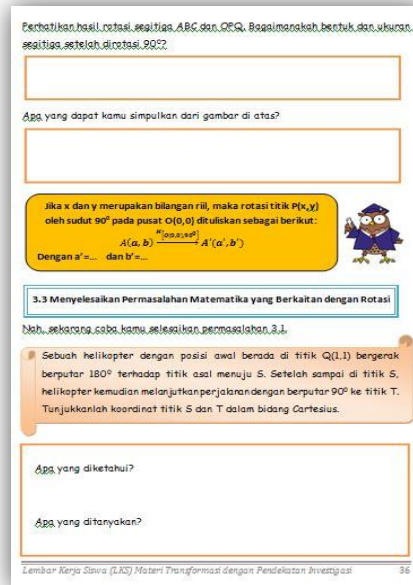 Perhatikan hasil rotasi segitiga ABC dan OPQ. Bagaimanakah bentuk dan ukuran
segitiga setelah dirotasi 90°?
Apa yang dapat kamu simpulkan dari gambar di atas?
Jika x dan y merupakan bilangan riil, maka rotasi titik P(x,y)
oleh sudut 90° pada pusat O(0,0) dituliskan sebagai berikut:
A(a, b) R[O(0,0),90°] → A'(a', b')
Dengan a'=... dan b'=...
3.3 Menyelesaikan Permasalahan Matematika yang Berkaitan dengan Rotasi
Nah, sekarang coba kamu selesaikan permasalahan 3.1.
Sebuah helikopter dengan posisi awal berada di titik Q(1,1) bergerak
berputar 180° terhadap titik asal menuju S. Setelah sampai di titik S,
helikopter kemudian melanjutkan perjalanan dengan berputar 90° ke titik T.
Tunjukkanlah koordinat titik S dan T dalam bidang Cartesius.
Apa yang diketahui?
Apa yang ditanyakan?
Lembar Kerja Siswa (LKS) Materi Transformasi dengan Pendekatan Investigasi 36